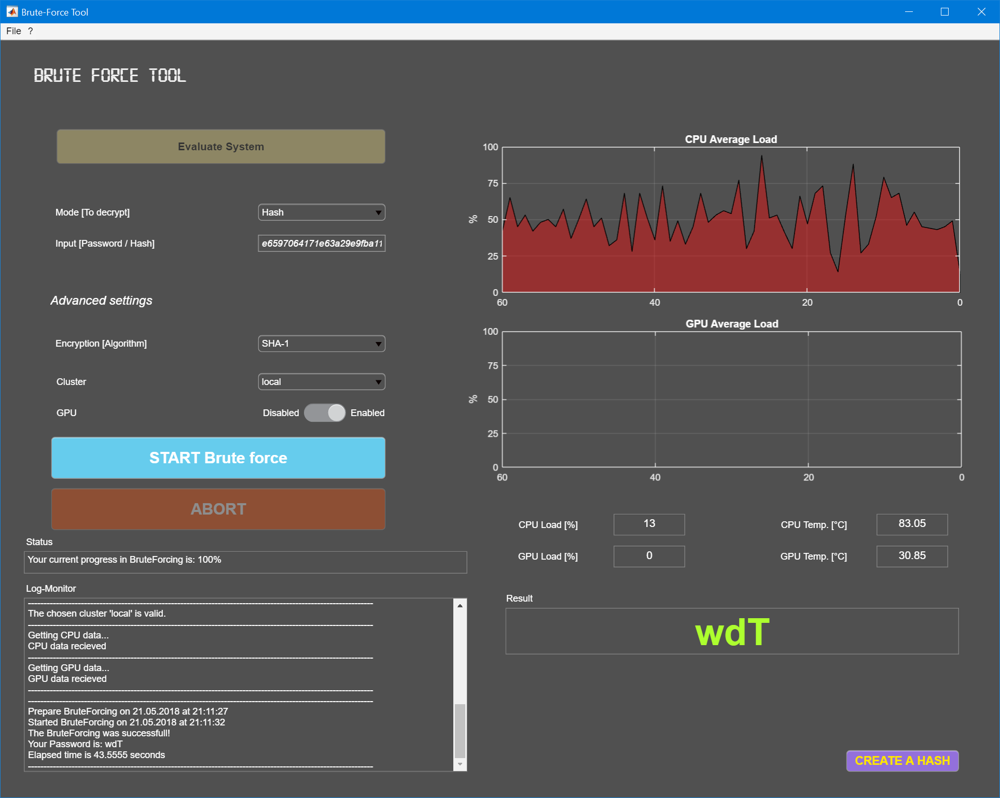 Brute-Force Tool
File ?
BRUTE FORCE TOOL
Evaluate System
Mode [To decrypt] Hash
Input [Password / Hash] e6597064171e63a29e9fba11
Advanced settings
Encryption [Algorithm] SHA-1
Cluster local
GPU Disabled Enabled
START Brute force
ABORT
Status
Your current progress in BruteForcing is: 100%
Log-Monitor
The chosen cluster 'local' is valid.
Getting CPU data...
CPU data recieved
Getting GPU data...
GPU data recieved
Prepare BruteForcing on 21.05.2018 at 21:11:27
Started BruteForcing on 21.05.2018 at 21:11:32
The BruteForcing was successfull!
Your Password is: wdT
Elapsed time is 43.5555 seconds
CPU Average Load
100
75
%
50
25
0
60 40 20 0
GPU Average Load
100
75
%
50
25
0
60 40 20 0
CPU Load [%] 13 CPU Temp. [°C] 83.05
GPU Load [%] 0 GPU Temp. [°C] 30.85
Result
wdT
CREATE A HASH